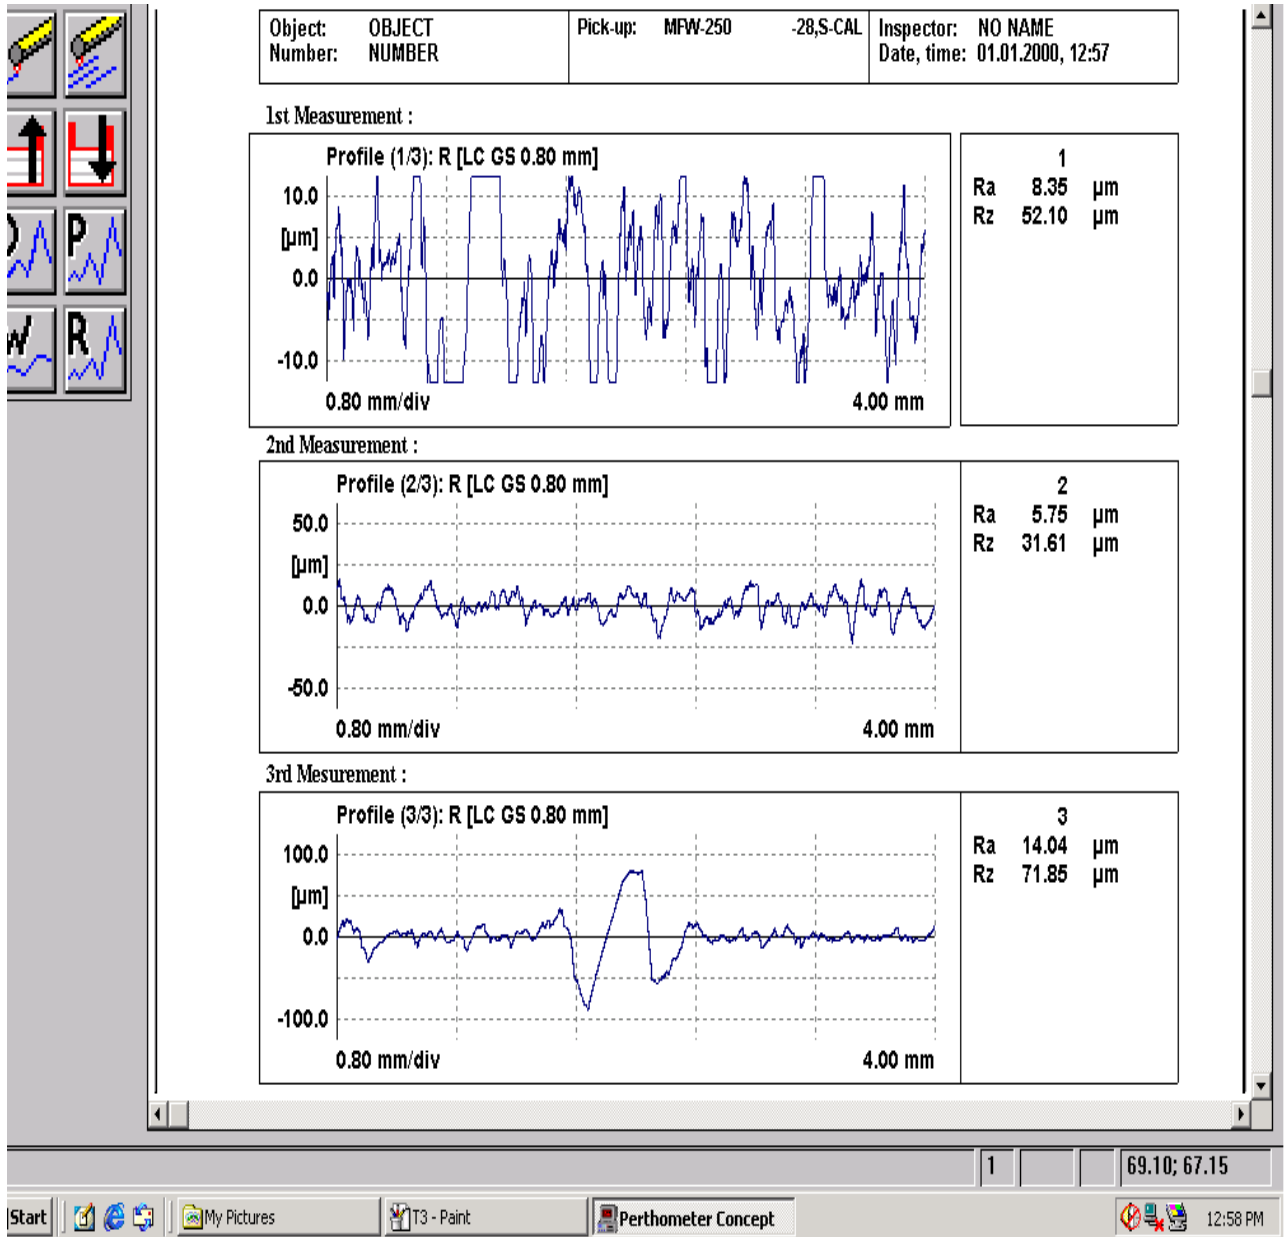 Object: OBJECT Pick-up: MFW-250 -28,S-CAL Inspector: NO NAME
Number: NUMBER Date, time: 01.01.2000, 12:57
1st Measurement :
Profile (1/3): R [LC GS 0.80 mm]
10.0
[µm]
0.0
-10.0
0.80 mm/div 4.00 mm
1
Ra 8.35 µm
Rz 52.10 µm
P
W
R
2nd Measurement :
Profile (2/3): R [LC GS 0.80 mm]
50.0
[µm]
0.0
-50.0
0.80 mm/div 4.00 mm
2
Ra 5.75 µm
Rz 31.61 µm
3rd Mesurement :
Profile (3/3): R [LC GS 0.80 mm]
100.0
[µm]
0.0
-100.0
0.80 mm/div 4.00 mm
3
Ra 14.04 µm
Rz 71.85 µm
1 69.10; 67.15
Start My Pictures T3 - Paint Perthometer Concept 12:58 PM